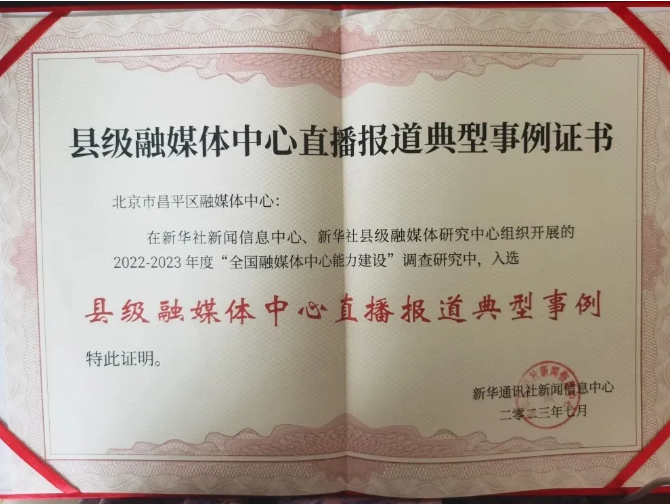 县级融媒体中心直播报道典型事例证书
北京市昌平区融媒体中心：
在新华社新闻信息中心、新华社县级融媒体研究中心组织开展的
2022-2023年度“全国融媒体中心能力建设”调查研究中，入选
县级融媒体中心直播报道典型事例
特此证明。
新华通讯社新闻信息中心
二零二三年七月